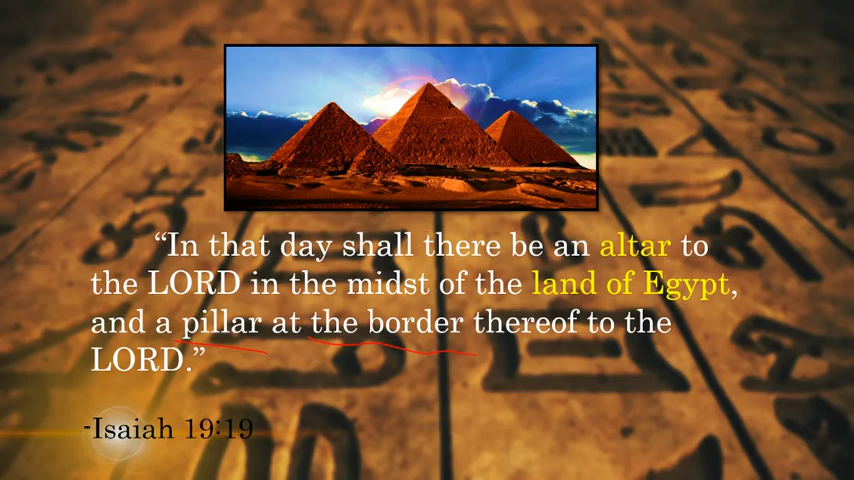 “In that day shall there be an altar to
the LORD in the midst of the land of Egypt,
and a pillar at the border thereof to the
LORD.”
-Isaiah 19:19